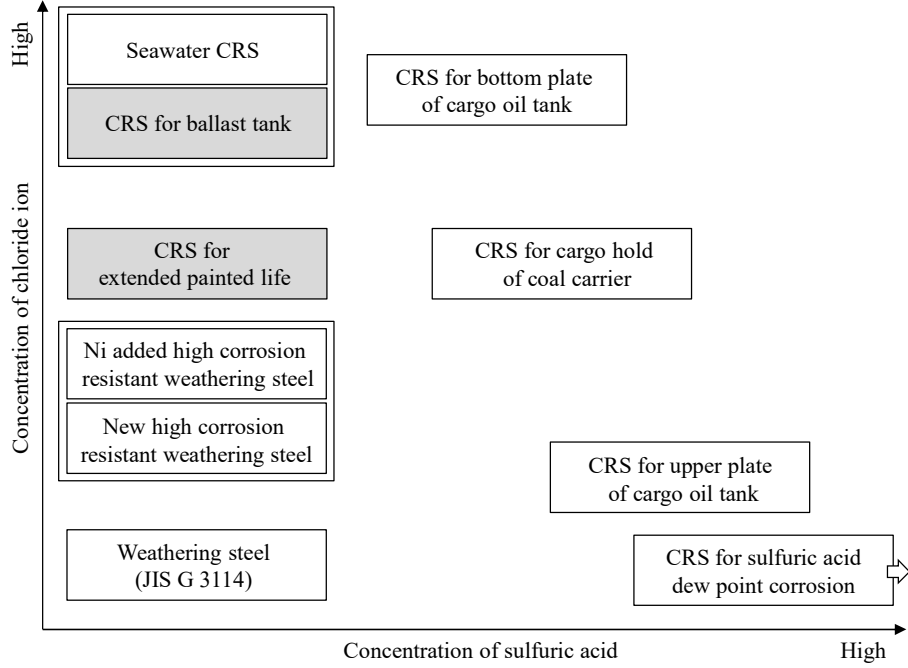 High
Concentration of chloride ion
Seawater CRS
CRS for ballast tank
CRS for bottom plate
of cargo oil tank
CRS for
extended painted life
CRS for cargo hold
of coal carrier
Ni added high corrosion
resistant weathering steel
New high corrosion
resistant weathering steel
CRS for upper plate
of cargo oil tank
Weathering steel
(JIS G 3114)
CRS for sulfuric acid
dew point corrosion
Concentration of sulfuric acid
High